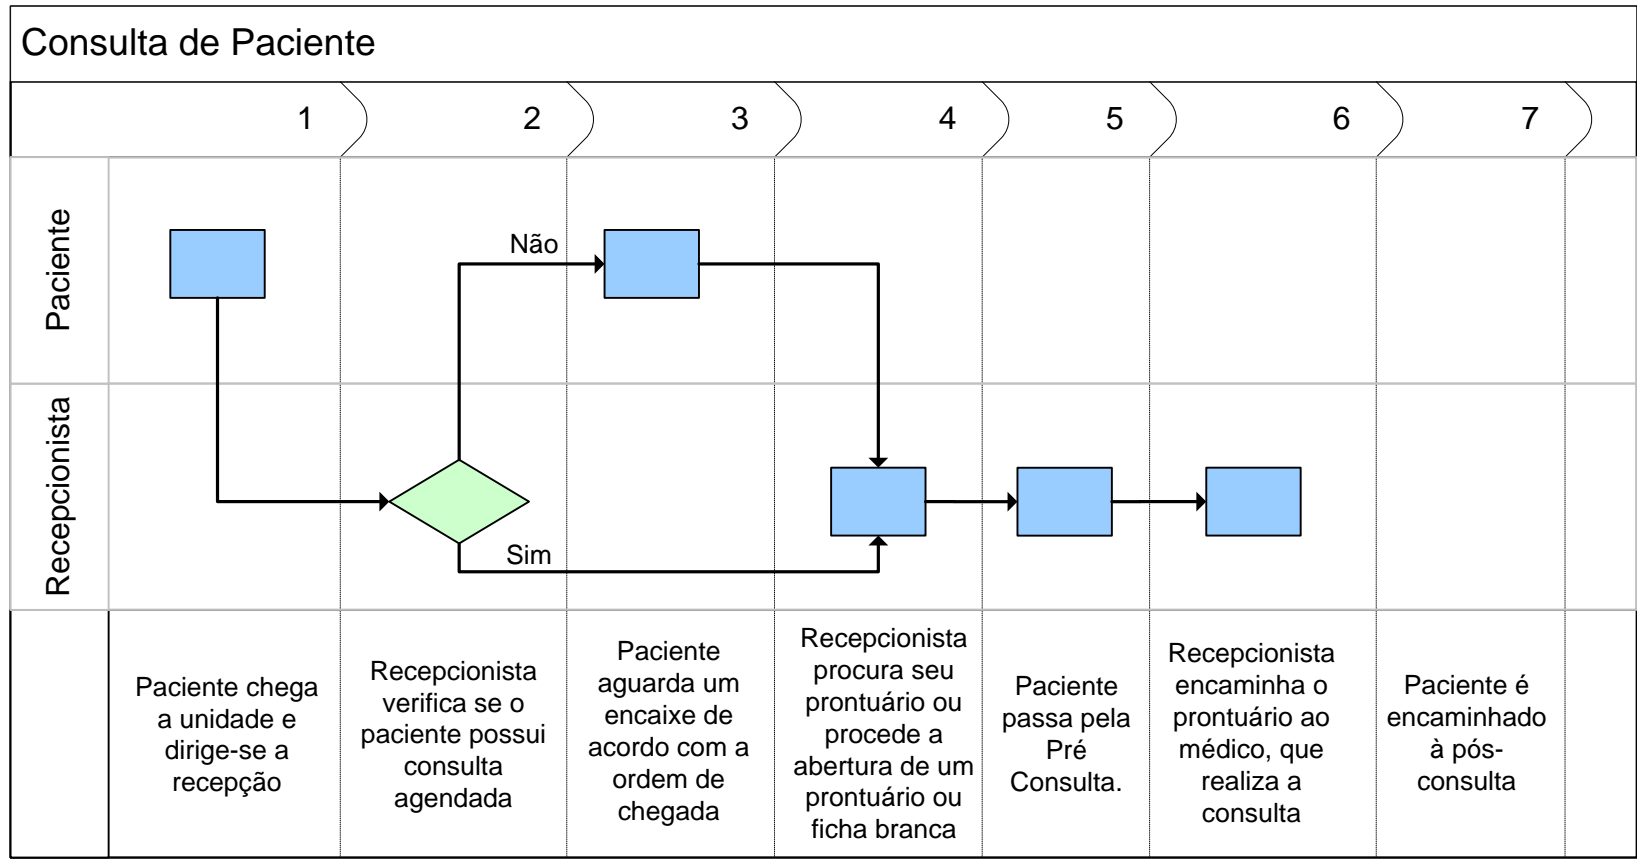 Consulta de Paciente
1
2
3
4
5
6
7
Paciente
Não
Recepcionista
Sim
Paciente chega
a unidade e
dirige-se a
recepção
Recepcionista
verifica se o
paciente possui
consulta
agendada
Paciente
aguarda um
encaixe de
acordo com a
ordem de
chegada
Recepcionista
procura seu
prontuário ou
procede a
abertura de um
prontuário ou
ficha branca
Paciente
passa pela
Pré
Consulta.
Recepcionista
encaminha o
prontuário ao
médico, que
realiza a
consulta
Paciente é
encaminhado
à pós-
consulta